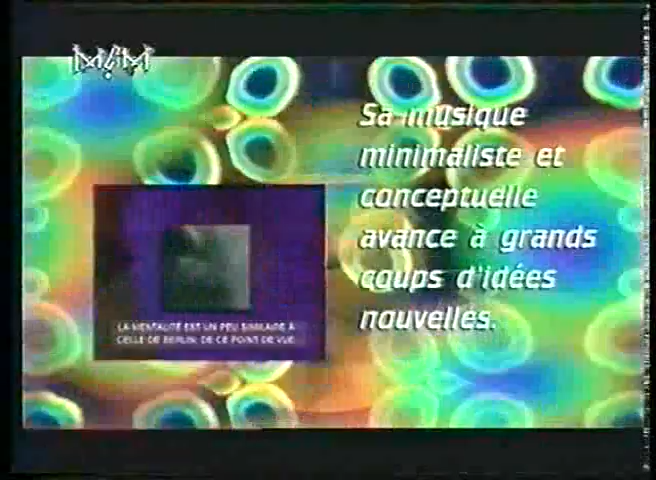 MCM
Sa musique
minimaliste et
conceptuelle
avance à grands
coups d'idées
nouvelles.
LA MENTALITÉ EST UN PEU SIMILAIRE À
CELLE DE BERLIN, DE CE POINT DE VUE.